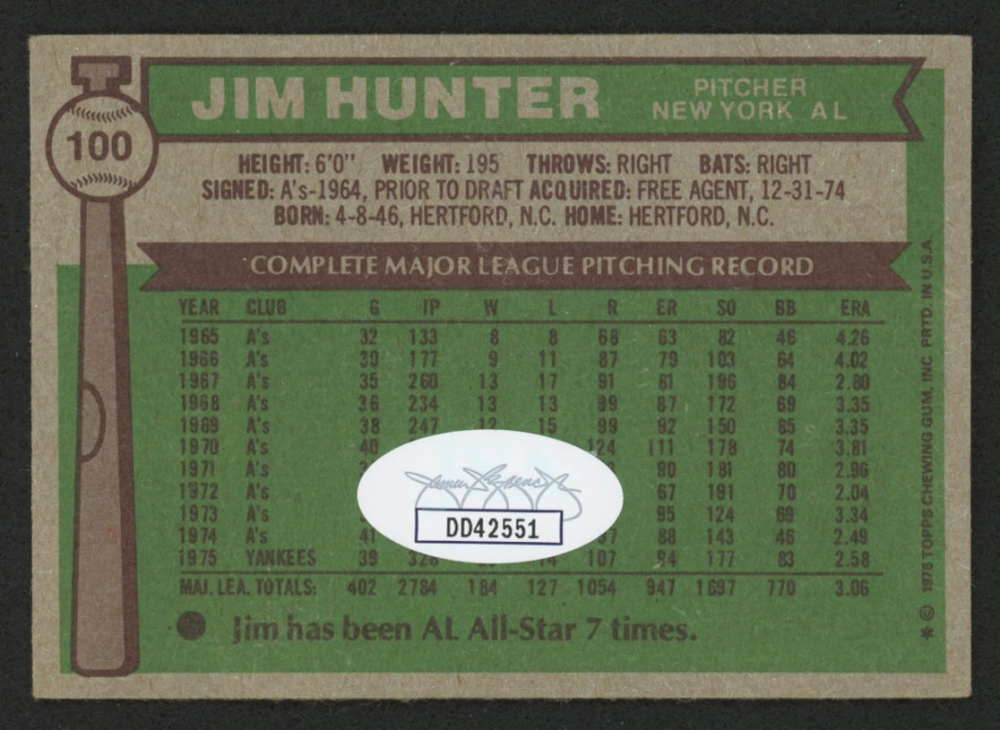 100
JIM HUNTER
PITCHER
NEW YORK AL
HEIGHT: 6'0" WEIGHT: 195 THROWS: RIGHT BATS: RIGHT
SIGNED: A's-1964, PRIOR TO DRAFT ACQUIRED: FREE AGENT, 12-31-74
BORN: 4-8-46, HERTFORD, N.C. HOME: HERTFORD, N.C.
COMPLETE MAJOR LEAGUE PITCHING RECORD
YEAR CLUB G IP W L R ER SO BB ERA
1965 A's 32 133 8 8 68 63 82 46 4.26
1966 A's 30 177 9 11 87 79 103 64 4.02
1967 A's 35 260 13 17 91 81 196 84 2.80
1968 A's 36 234 13 13 99 87 172 69 3.35
1969 A's 38 247 12 15 99 92 150 85 3.35
1970 A's 40 124 111 178 74 3.81
1971 A's 90 181 80 2.96
1972 A's 67 191 70 2.04
1973 A's 95 124 69 3.34
1974 A's 41 88 143 46 2.49
1975 YANKEES 39 328 14 107 94 177 83 2.58
MAJ. LEA. TOTALS: 402 2784 184 127 1054 947 1697 770 3.06
Jim has been AL All-Star 7 times.
DD42551
* © 1976 TOPPS CHEWING GUM, INC. PRTD. IN U.S.A.